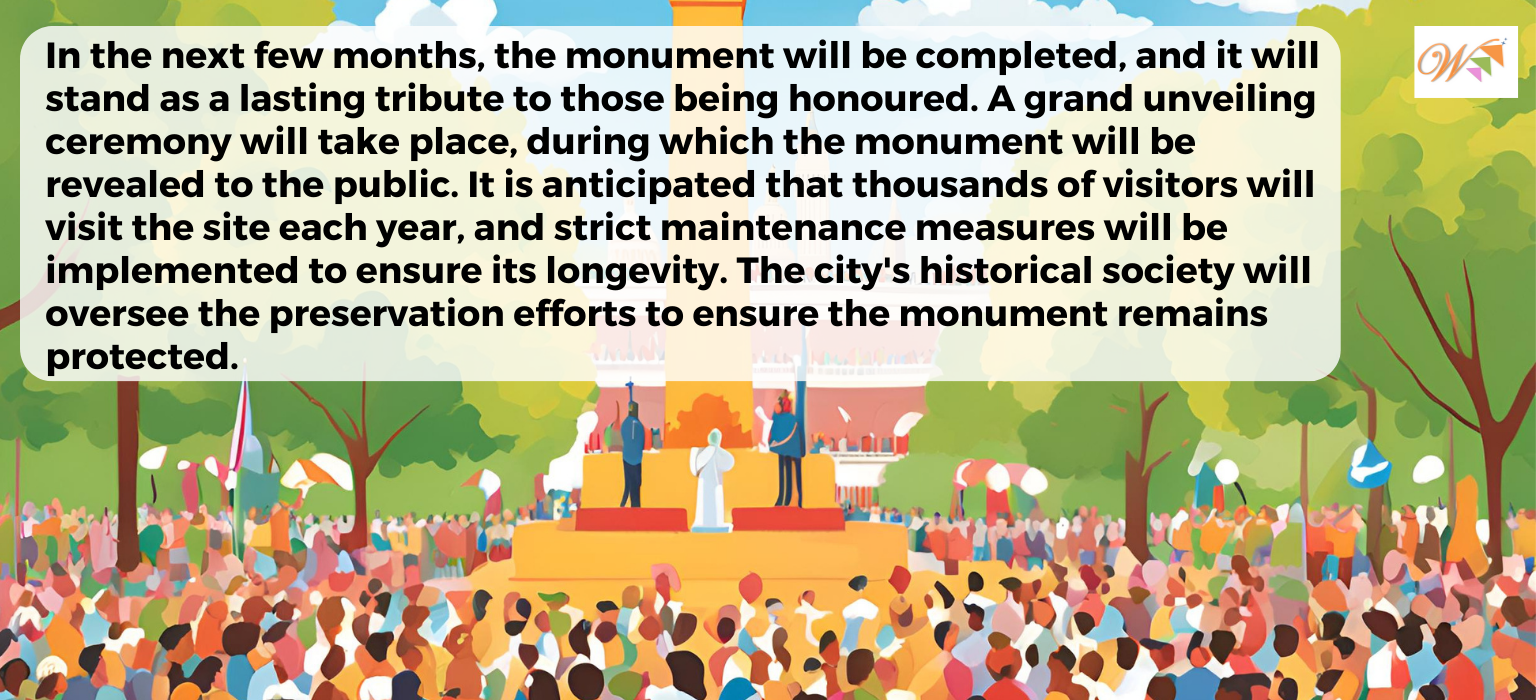 In the next few months, the monument will be completed, and it will
stand as a lasting tribute to those being honoured. A grand unveiling
ceremony will take place, during which the monument will be
revealed to the public. It is anticipated that thousands of visitors will
visit the site each year, and strict maintenance measures will be
implemented to ensure its longevity. The city's historical society will
oversee the preservation efforts to ensure the monument remains
protected.
W